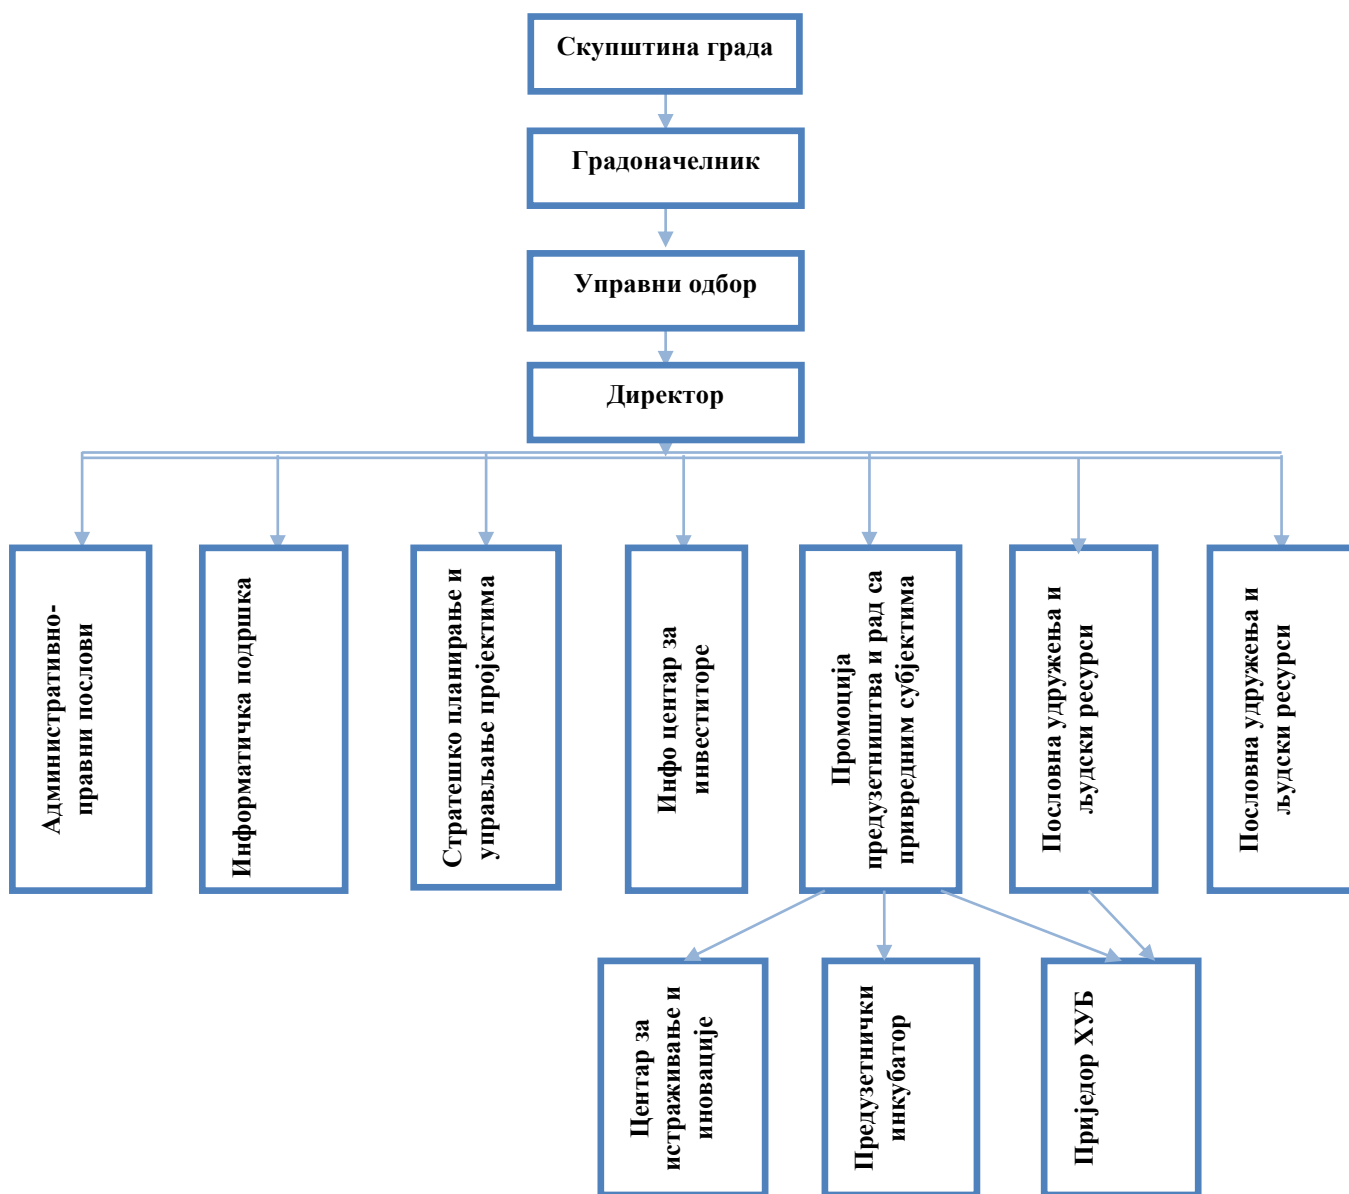 Скупштина града
Градоначелник
Управни одбор
Директор
Административно-
правни послови
Информатичка подршка
Стратешко планирање и
управљање пројектима
Инфо центар за
инвеститоре
Промоција
предузетништва и рад са
привредним субјектима
Пословна удружења и
људски ресурси
Пословна удружења и
људски ресурси
Центар за
истраживање и
иновације
Предузетнички
инкубатор
Приједор ХУБ